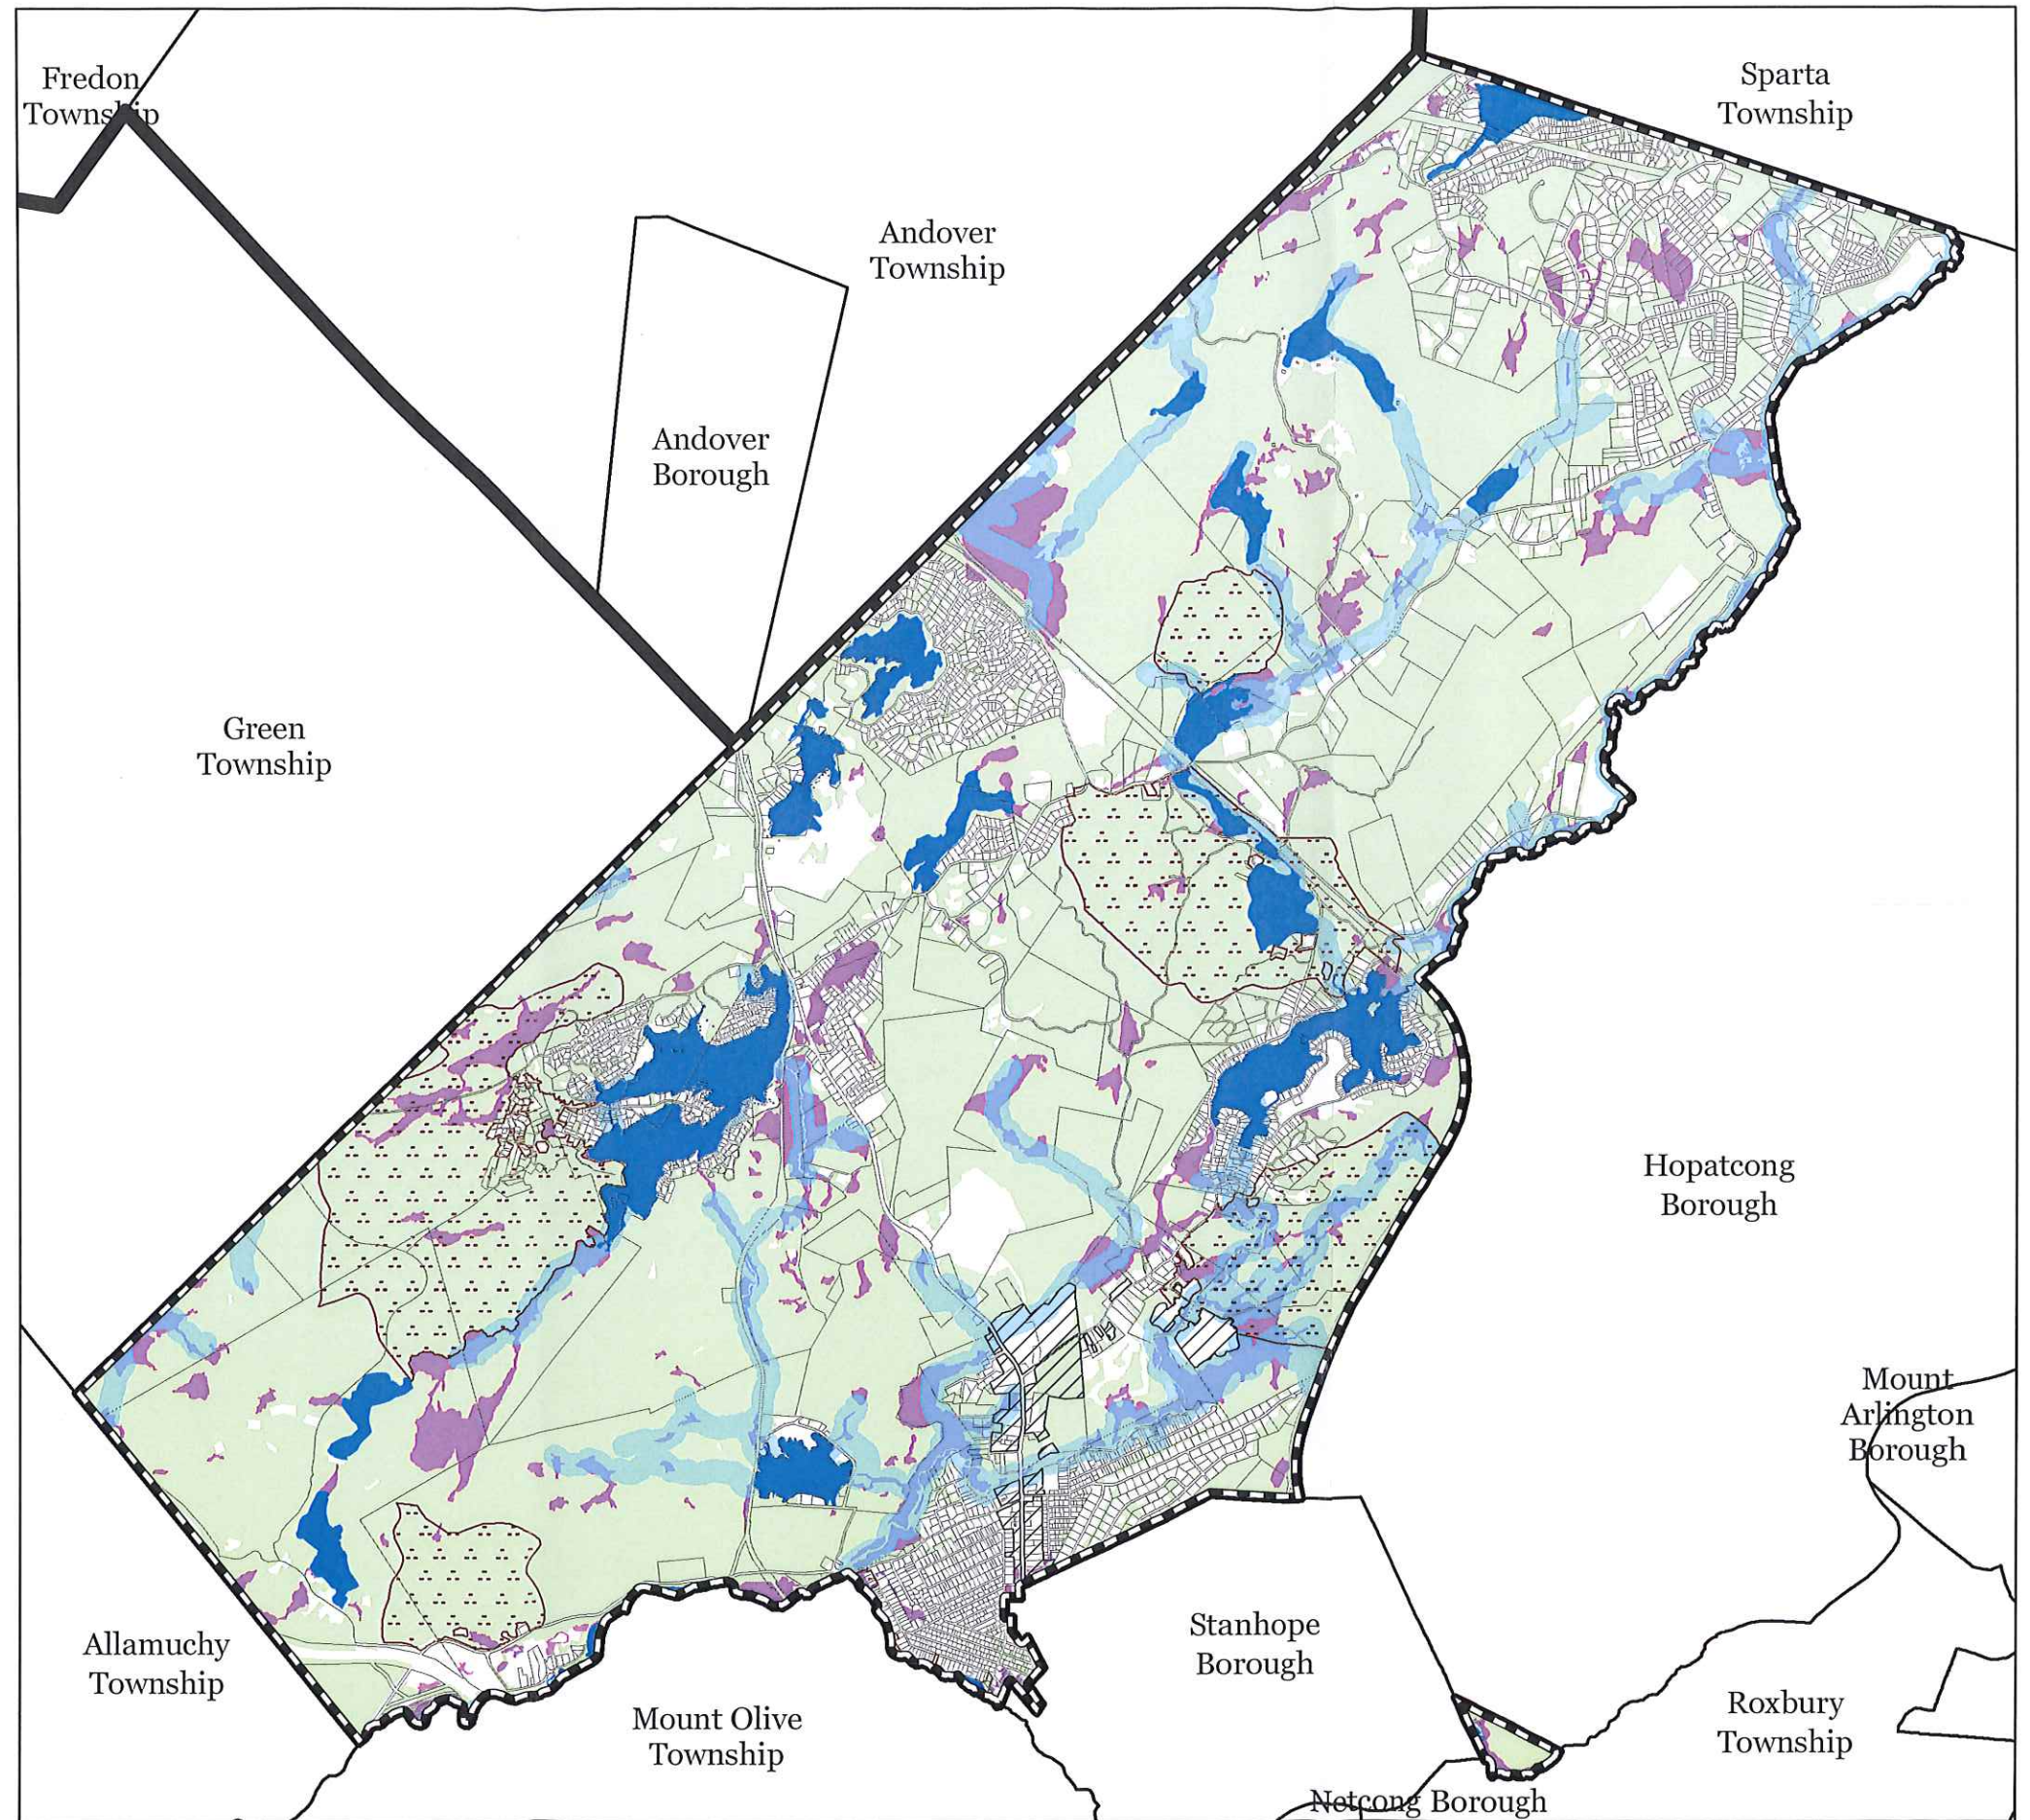 Fredon
Township
Sparta
Township
Andover
Township
Andover
Borough
Green
Township
Hopatcong
Borough
Mount
Arlington
Borough
Allamuchy
Township
Stanhope
Borough
Mount Olive
Township
Roxbury
Township
Netcong Borough